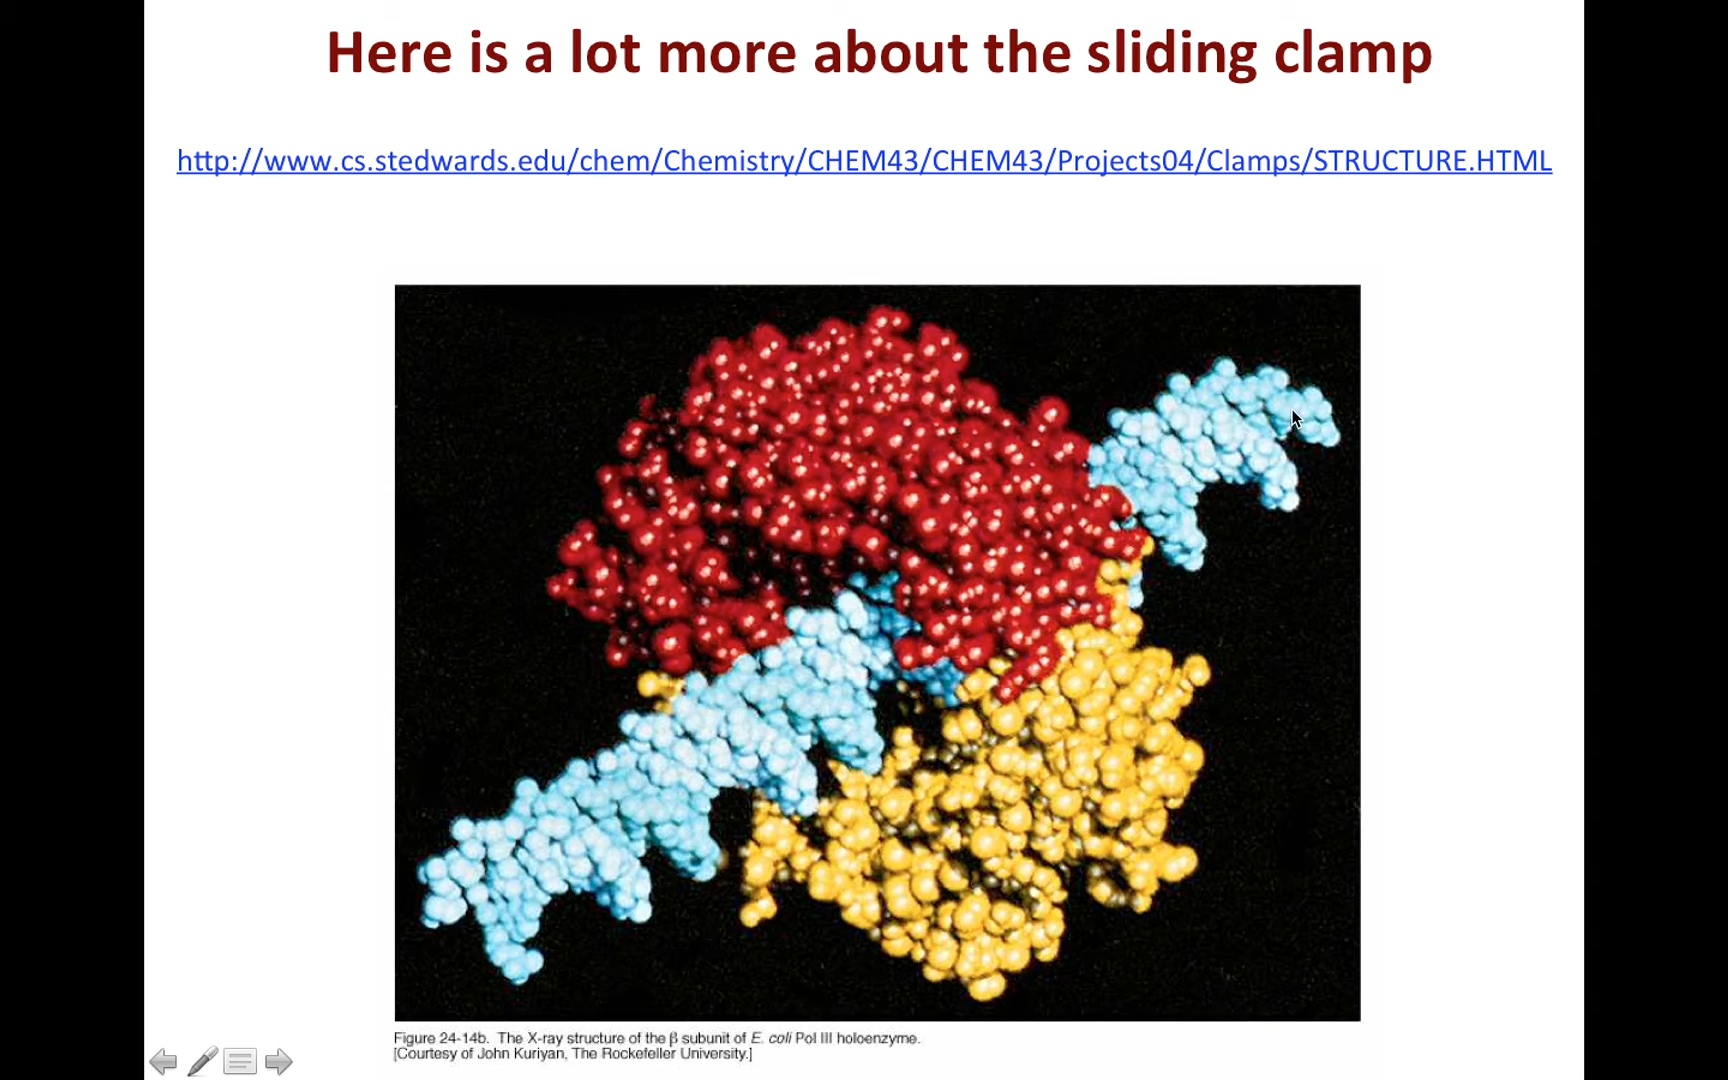 Here is a lot more about the sliding clamp
http://www.cs.stedwards.edu/chem/Chemistry/CHEM43/CHEM43/Projects04/Clamps/STRUCTURE.HTML
Figure 24-14b. The X-ray structure of the β subunit of E. coli Pol III holoenzyme.
[Courtesy of John Kuriyan, The Rockefeller University.]